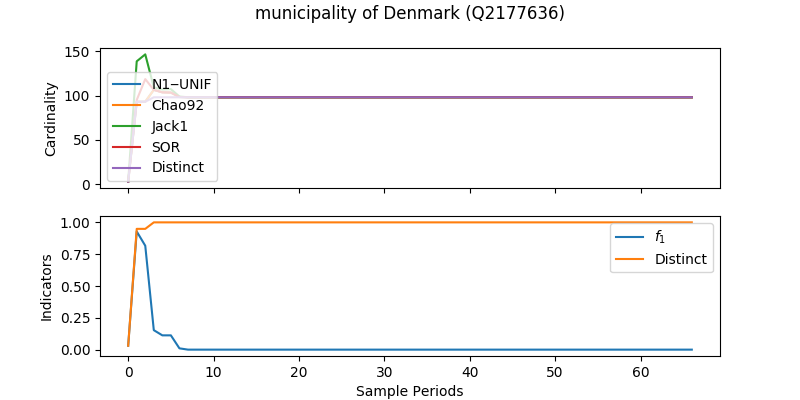 municipality of Denmark (Q2177636)
Cardinality
150
100
50
0
N1−UNIF
Chao92
Jack1
SOR
Distinct
Indicators
1.00
0.75
0.50
0.25
0.00
f1
Distinct
0 10 20 30 40 50 60
Sample Periods